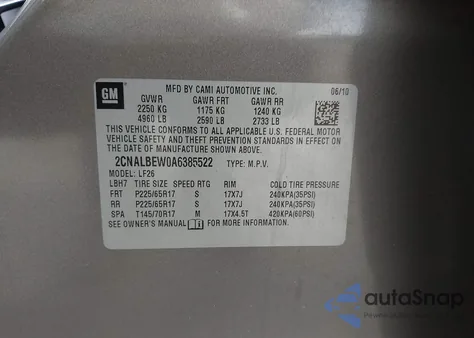 GM
MFD BY CAMI AUTOMOTIVE INC. 06/10
GVWR GAWR FRT GAWR RR
2250 KG 1175 KG 1240 KG
4960 LB 2590 LB 2733 LB
THIS VEHICLE CONFORMS TO ALL APPLICABLE U.S. FEDERAL MOTOR
VEHICLE SAFETY AND THEFT PREVENTION STANDARDS IN EFFECT ON THE
DATE OF MANUFACTURE SHOWN ABOVE.
2CNALBEW0A6385522 TYPE: M.P.V.
MODEL: LF26
LBH7 TIRE SIZE SPEED RTG RIM COLD TIRE PRESSURE
FRT P225/65R17 S 17X7J 240KPA(35PSI)
RR P225/65R17 S 17X7J 240KPA(35PSI)
SPA T145/70R17 M 17X4.5T 420KPA(60PSI)
SEE OWNER'S MANUAL FOR MORE INFORMATION
autoSnap